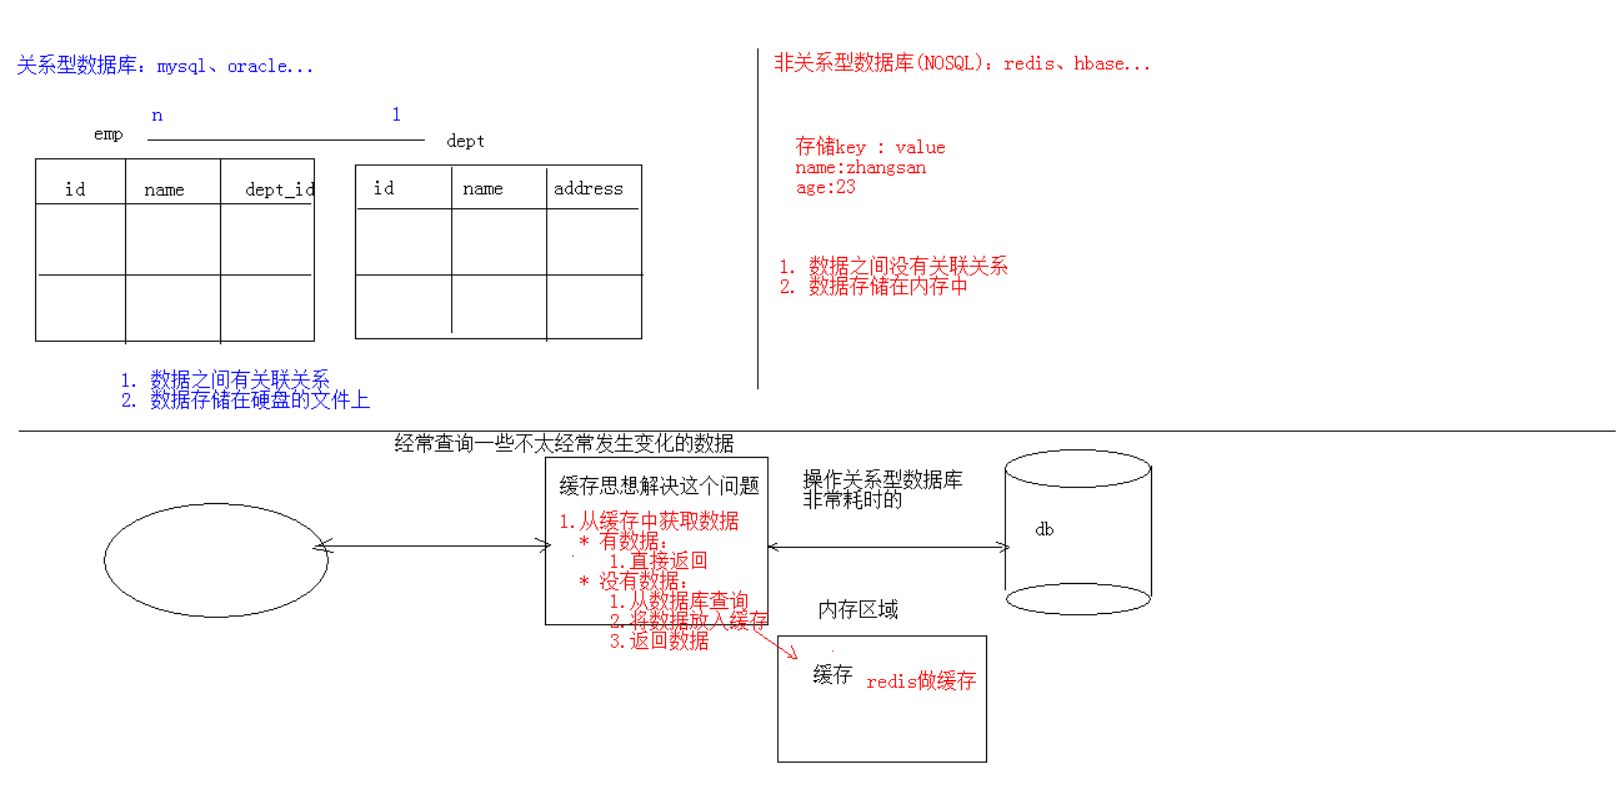 关系型数据库：mysql、oracle...
n 1
emp dept
id name dept_id
id name address
1. 数据之间有关联关系
2. 数据存储在硬盘的文件上
非关系型数据库(NOSQL)：redis、hbase...
存储key : value
name:zhangsan
age:23
1. 数据之间没有关联关系
2. 数据存储在内存中
经常查询一些不太经常发生变化的数据
缓存思想解决这个问题
1.从缓存中获取数据
* 有数据：
1.直接返回
* 没有数据：
1.从数据库查询
2.将数据放入缓存
3.返回数据
操作关系型数据库
非常耗时的
db
内存区域
缓存 redis做缓存